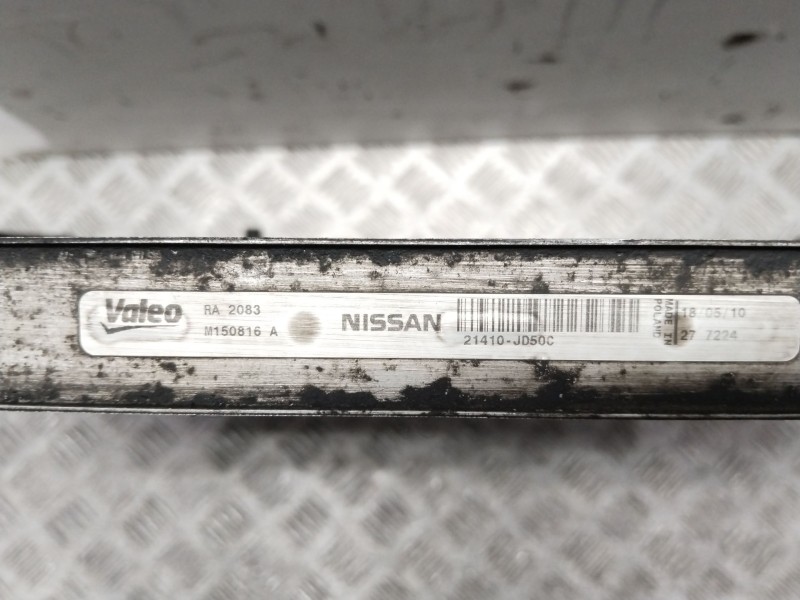 Valeo
RA 2083
M150816 A
NISSAN
21410-JD50C
MADE IN
POLAND
18/05/10
27 7224